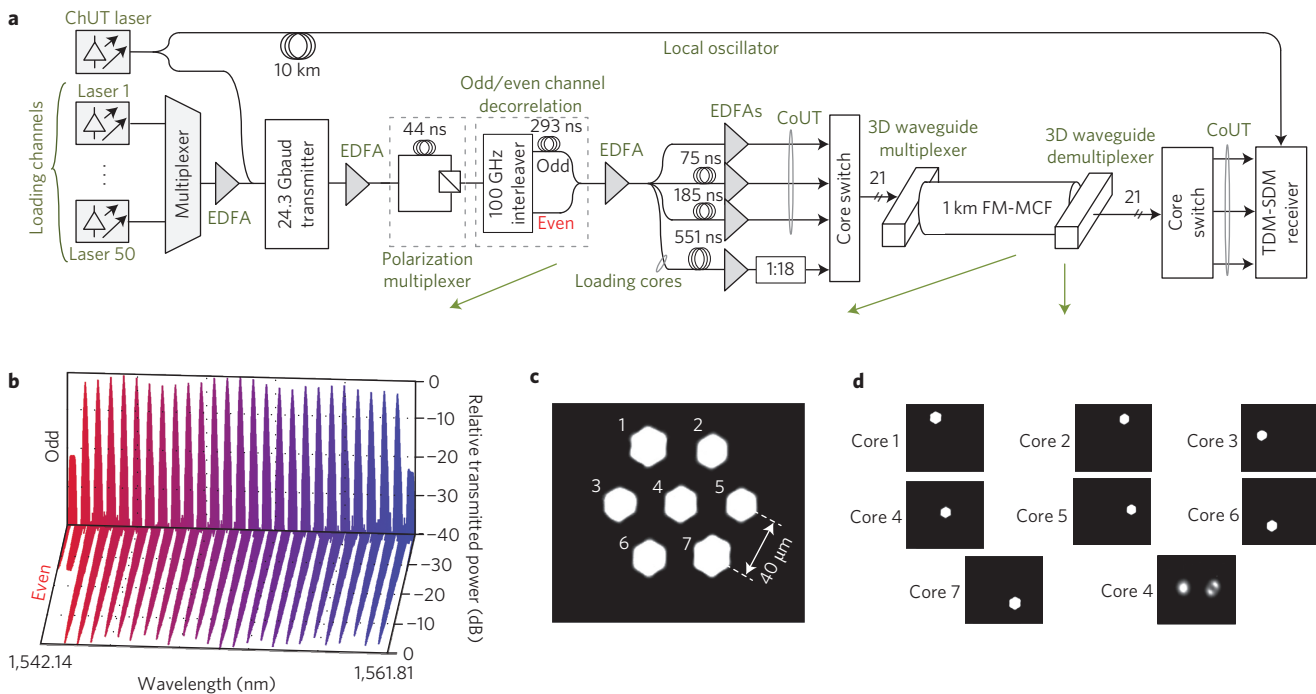 a
ChUT laser
10 km
Local oscillator
Loading channels
Laser 1
Laser 50
Multiplexer
EDFA
24.3 Gbaud
transmitter
EDFA
44 ns
Polarization
multiplexer
Odd/even channel
decorrelation
293 ns
100 GHz
interleaver
Odd
Even
EDFA
EDFAs
75 ns
185 ns
551 ns
Loading cores
1:18
CoUT
Core switch
21
3D waveguide
multiplexer
1 km FM-MCF
3D waveguide
demultiplexer
21
Core
switch
CoUT
TDM-SDM
receiver
b
Odd
Even
0
−10
−20
−30
−40
−30
−20
−10
0
Relative transmitted power (dB)
1,542.14
1,561.81
Wavelength (nm)
c
1
2
3
4
5
6
7
40 μm
d
Core 1
Core 2
Core 3
Core 4
Core 5
Core 6
Core 7
Core 4